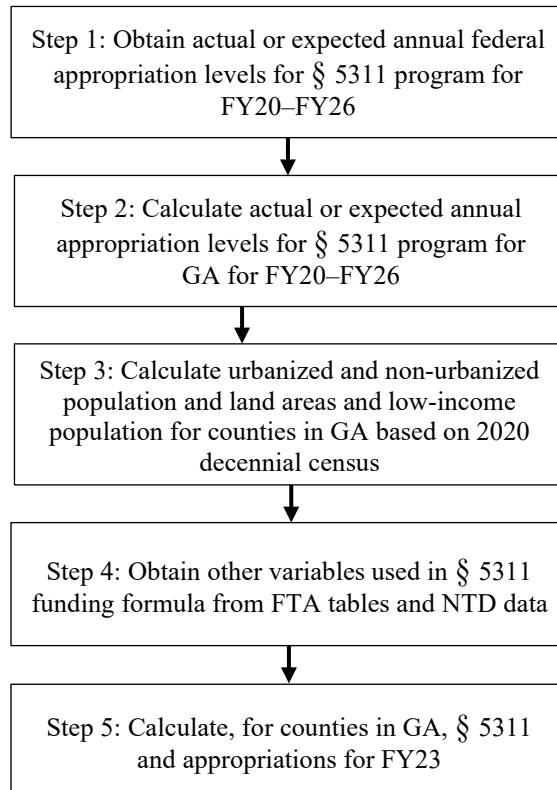 Step 1: Obtain actual or expected annual federal
appropriation levels for § 5311 program for
FY20–FY26
Step 2: Calculate actual or expected annual
appropriation levels for § 5311 program for
GA for FY20–FY26
Step 3: Calculate urbanized and non-urbanized
population and land areas and low-income
population for counties in GA based on 2020
decennial census
Step 4: Obtain other variables used in § 5311
funding formula from FTA tables and NTD data
Step 5: Calculate, for counties in GA, § 5311
and appropriations for FY23